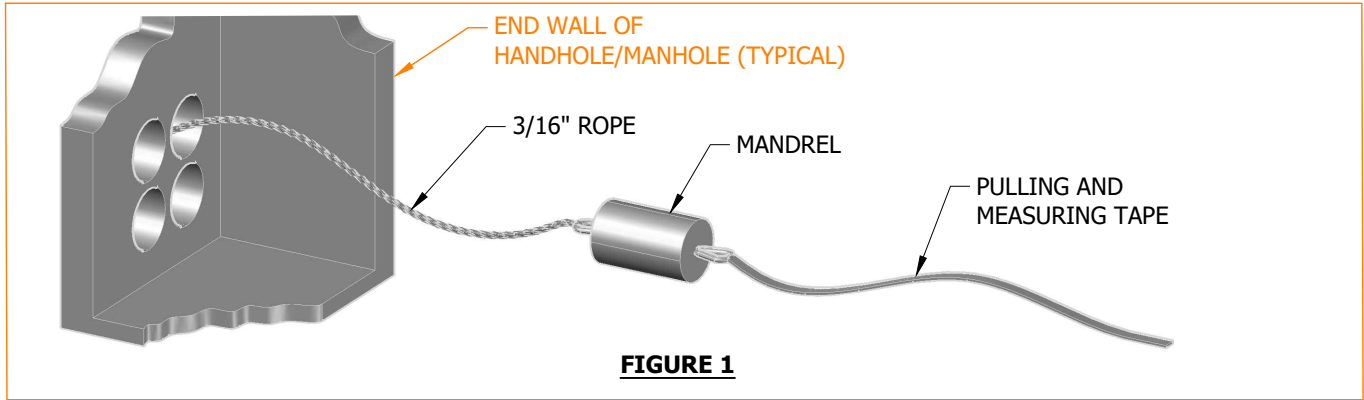 END WALL OF
HANDHOLE/MANHOLE (TYPICAL)
3/16" ROPE
MANDREL
PULLING AND
MEASURING TAPE
FIGURE 1